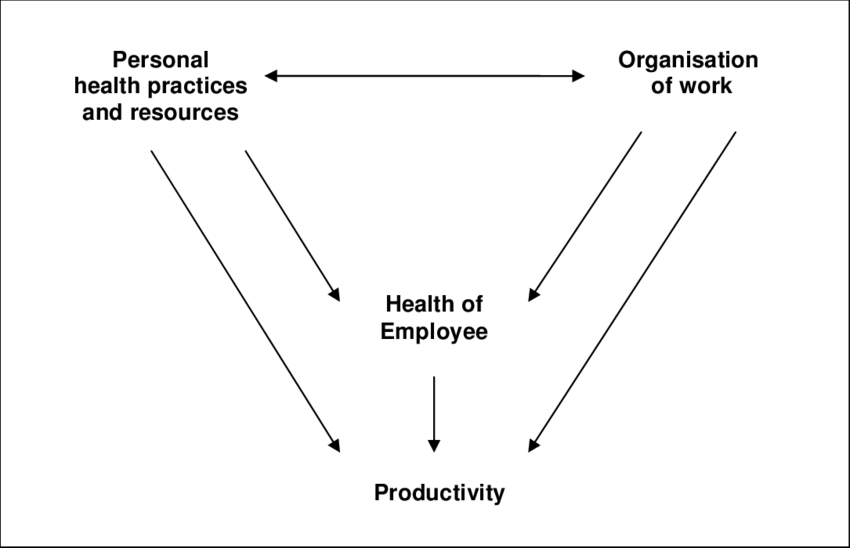 Personal
health practices
and resources
Organisation
of work
Health of
Employee
Productivity